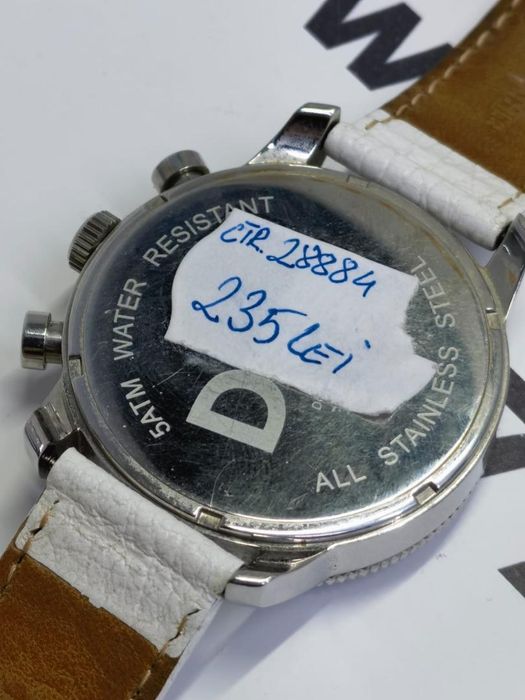 5ATM WATER RESISTANT
CTR. 28884
235 LEI
D
ALL STAINLESS STEEL
W